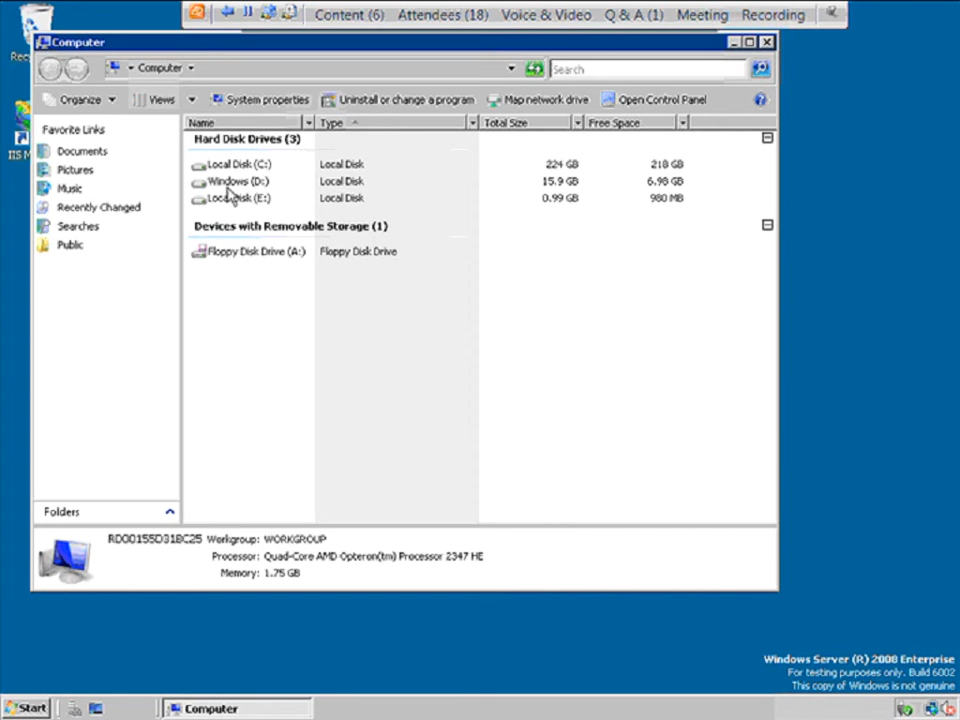 Content (6) Attendees (18) Voice & Video Q & A (1) Meeting Recording
Computer
Computer
Search
Organize Views System properties Uninstall or change a program Map network drive Open Control Panel
Favorite Links
Documents
Pictures
Music
Recently Changed
Searches
Public
Folders
Name Type Total Size Free Space
Hard Disk Drives (3)
Local Disk (C:) Local Disk 224 GB 218 GB
Windows (D:) Local Disk 15.9 GB 6.98 GB
Local Disk (E:) Local Disk 0.99 GB 980 MB
Devices with Removable Storage (1)
Floppy Disk Drive (A:) Floppy Disk Drive
RD00155D31BC25 Workgroup: WORKGROUP
Processor: Quad-Core AMD Opteron(tm) Processor 2347 HE
Memory: 1.75 GB
Windows Server (R) 2008 Enterprise
For testing purposes only. Build 6002
This copy of Windows is not genuine
Start Computer